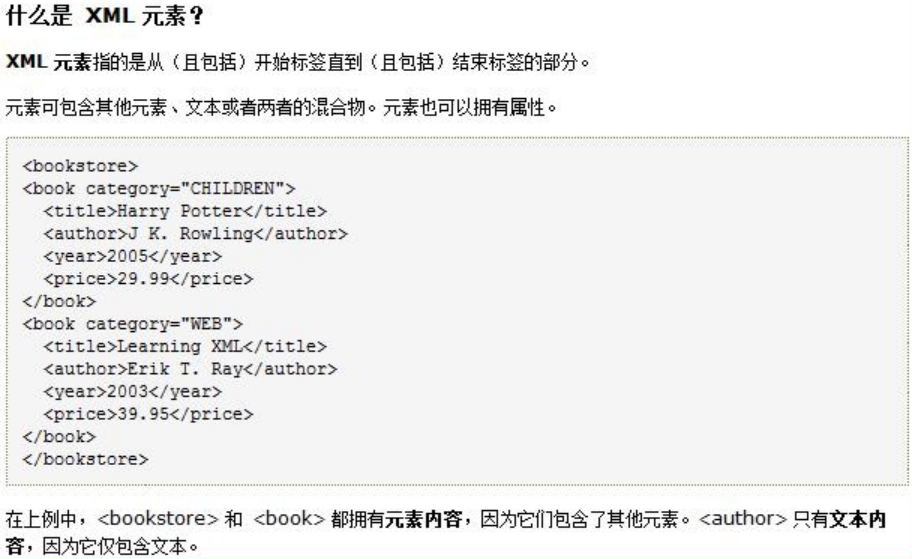 什么是 XML 元素？
XML 元素指的是从（且包括）开始标签直到（且包括）结束标签的部分。
元素可包含其他元素、文本或者两者的混合物。元素也可以拥有属性。
<bookstore>
<book category="CHILDREN">
  <title>Harry Potter</title>
  <author>J K. Rowling</author>
  <year>2005</year>
  <price>29.99</price>
</book>
<book category="WEB">
  <title>Learning XML</title>
  <author>Erik T. Ray</author>
  <year>2003</year>
  <price>39.95</price>
</book>
</bookstore>
在上例中，<bookstore> 和 <book> 都拥有元素内容，因为它们包含了其他元素。<author> 只有文本内
容，因为它仅包含文本。